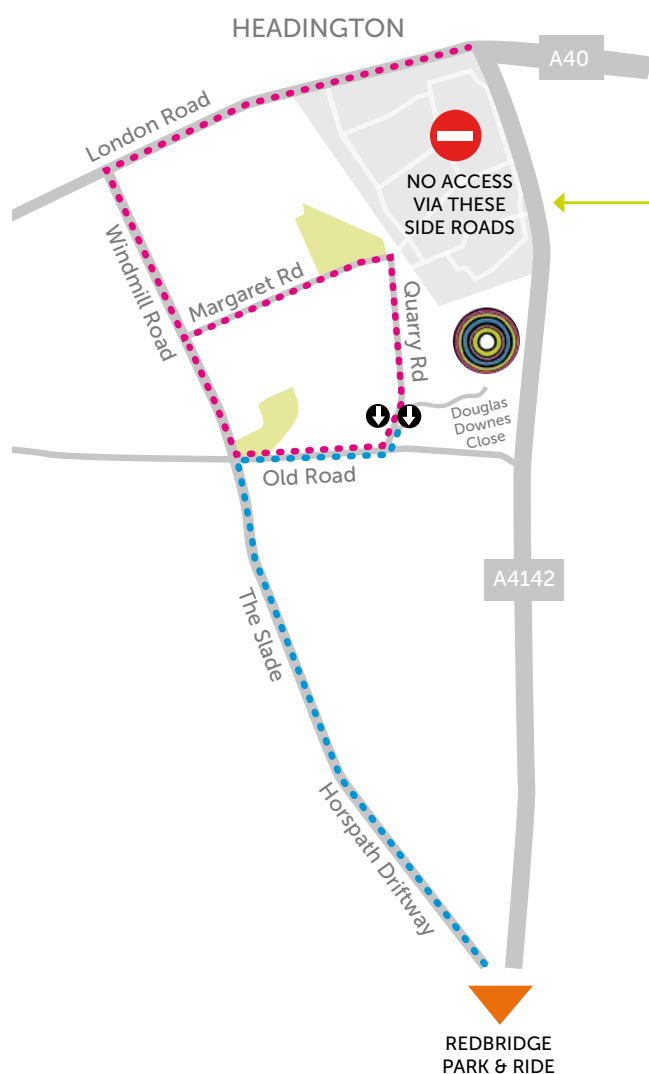 HEADINGTON
A40
London Road
NO ACCESS
VIA THESE
SIDE ROADS
Windmill Road
Margaret Rd
Quarry Rd
Douglas
Downes
Close
Old Road
A4142
The Slade
Horspath Driftway
REDBRIDGE
PARK & RIDE